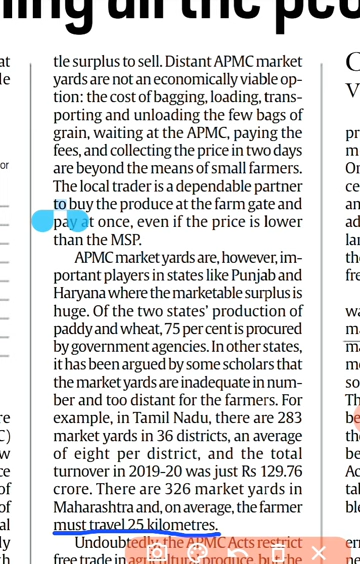 tle surplus to sell. Distant APMC market
yards are not an economically viable op-
tion: the cost of bagging, loading, trans-
porting and unloading the few bags of
grain, waiting at the APMC, paying the
fees, and collecting the price in two days
are beyond the means of small farmers.
The local trader is a dependable partner
to buy the produce at the farm gate and
pay at once, even if the price is lower
than the MSP.
APMC market yards are, however, im-
portant players in states like Punjab and
Haryana where the marketable surplus is
huge. Of the two states' production of
paddy and wheat, 75 per cent is procured
by government agencies. In other states,
it has been argued by some scholars that
the market yards are inadequate in num-
ber and too distant for the farmers. For
example, in Tamil Nadu, there are 283
market yards in 36 districts, an average
of eight per district, and the total
turnover in 2019-20 was just Rs 129.76
crore. There are 326 market yards in
Maharashtra and, on average, the farmer
must travel 25 kilometres.
Undoubtedly, the APMC Acts restrict
free trade in agricultural produce, but the